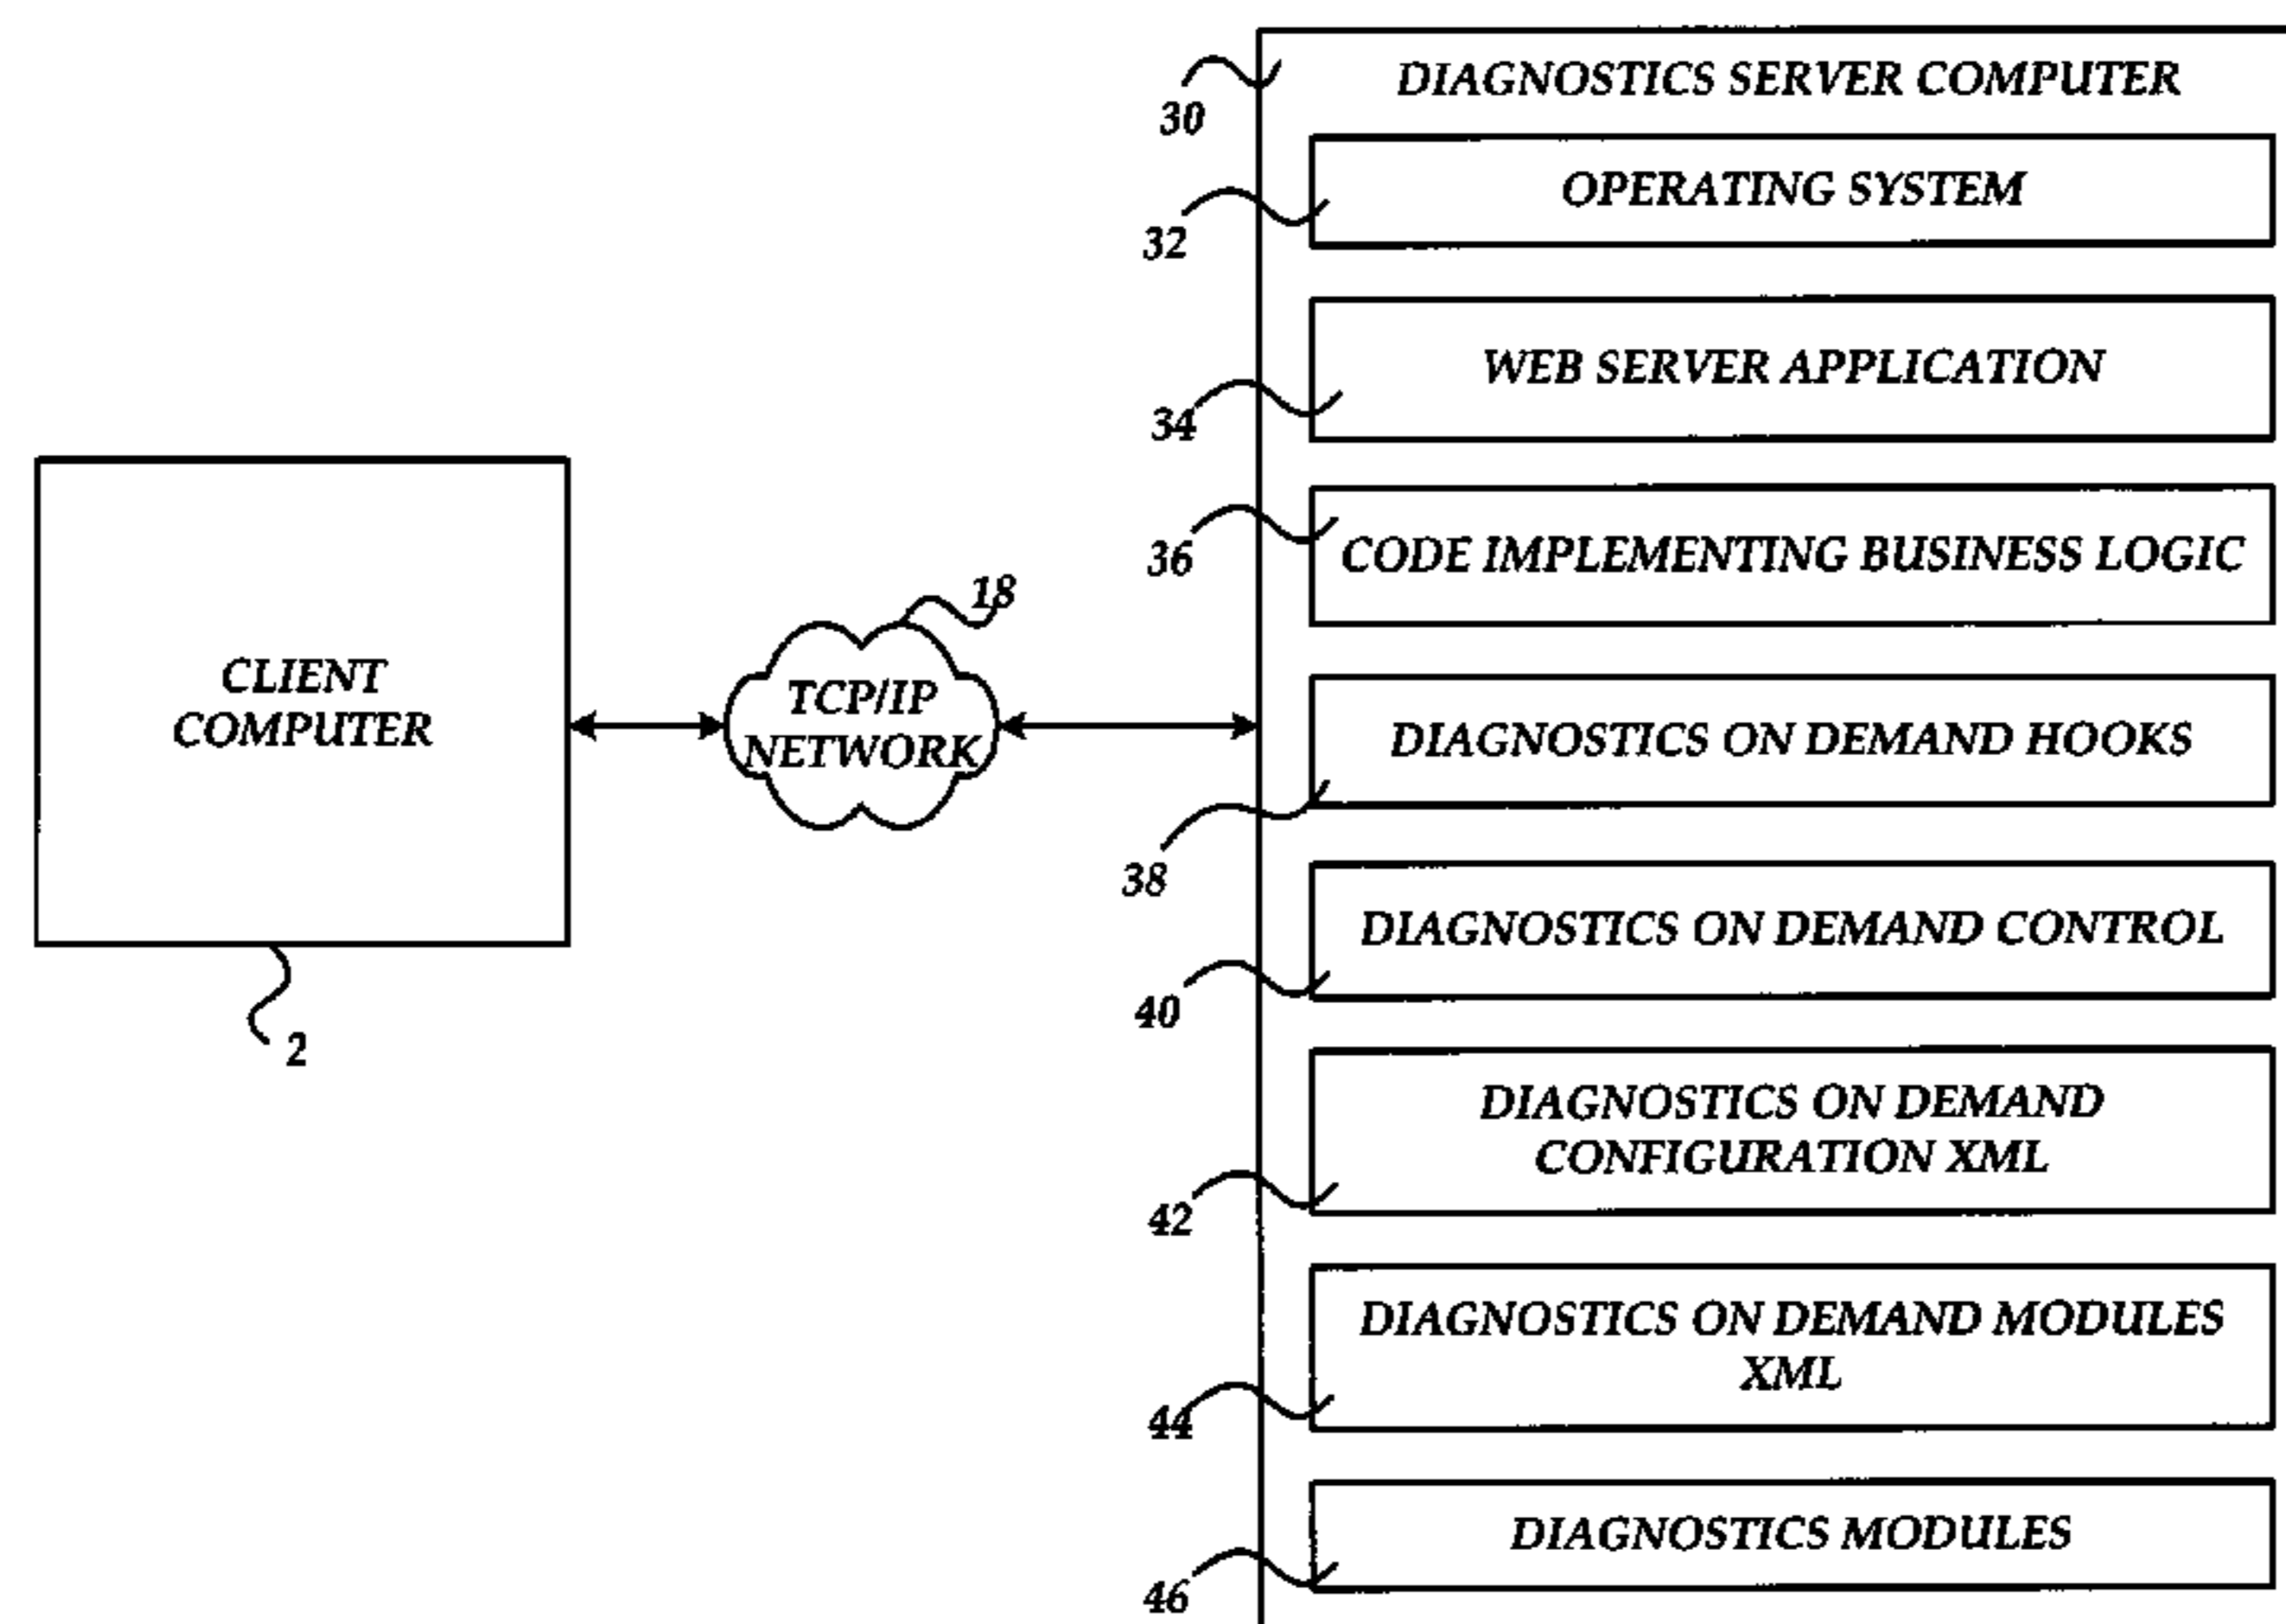 DIAGNOSTICS SERVER COMPUTER
30
OPERATING SYSTEM
32
WEB SERVER APPLICATION
34
CODE IMPLEMENTING BUSINESS LOGIC
36
18
CLIENT
COMPUTER
TCP/IP
NETWORK
DIAGNOSTICS ON DEMAND HOOKS
38
DIAGNOSTICS ON DEMAND CONTROL
40
2
DIAGNOSTICS ON DEMAND
CONFIGURATION XML
42
DIAGNOSTICS ON DEMAND MODULES
XML
44
DIAGNOSTICS MODULES
46